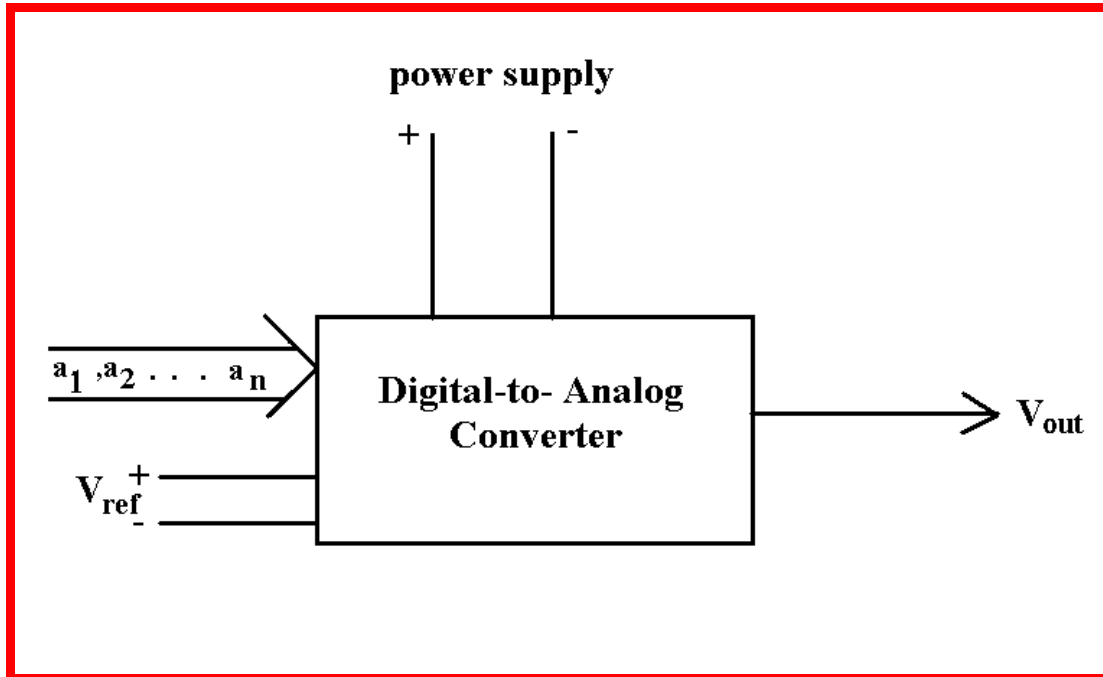 power supply
+ -
a1 ,a2 . . . an
Digital-to- Analog
Converter
Vout
Vref + -